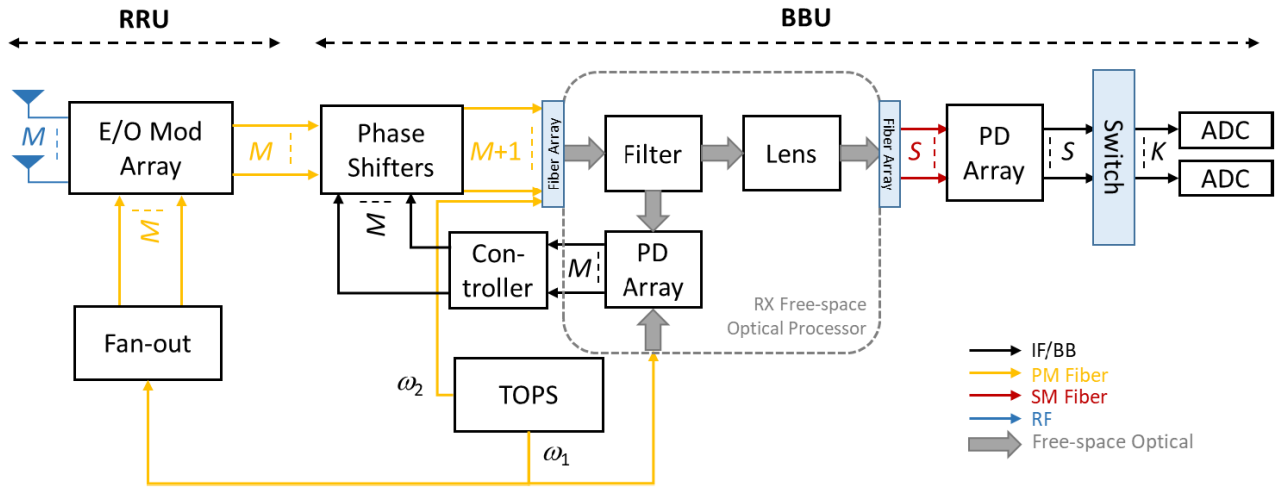 RRU
BBU
M
E/O Mod
Array
M
Phase
Shifters
M+1
Fiber Array
Filter
Lens
Fiber Array
S
PD
Array
S
Switch
K
ADC
ADC
M
M
Con-
troller
M
PD
Array
RX Free-space
Optical Processor
Fan-out
ω2
TOPS
ω1
IF/BB
PM Fiber
SM Fiber
RF
Free-space Optical